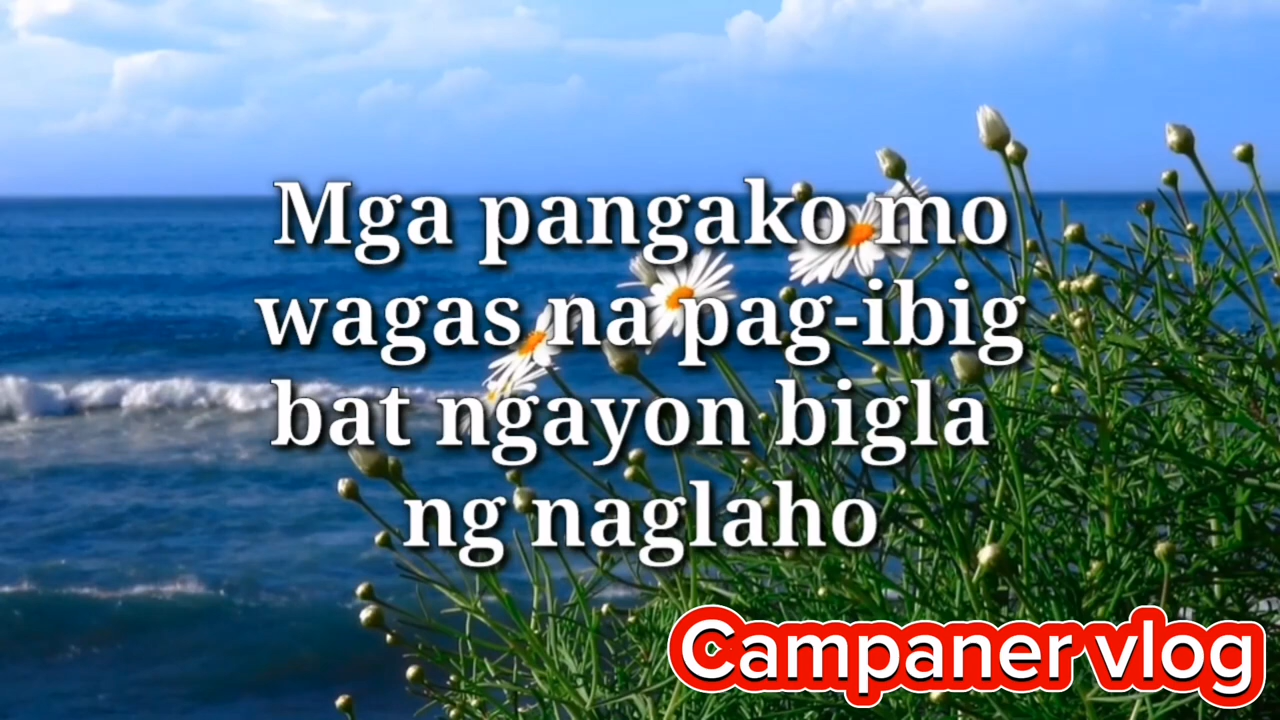 Mga pangako mo
wagas na pag-ibig
bat ngayon bigla
ng naglaho
Campaner vlog